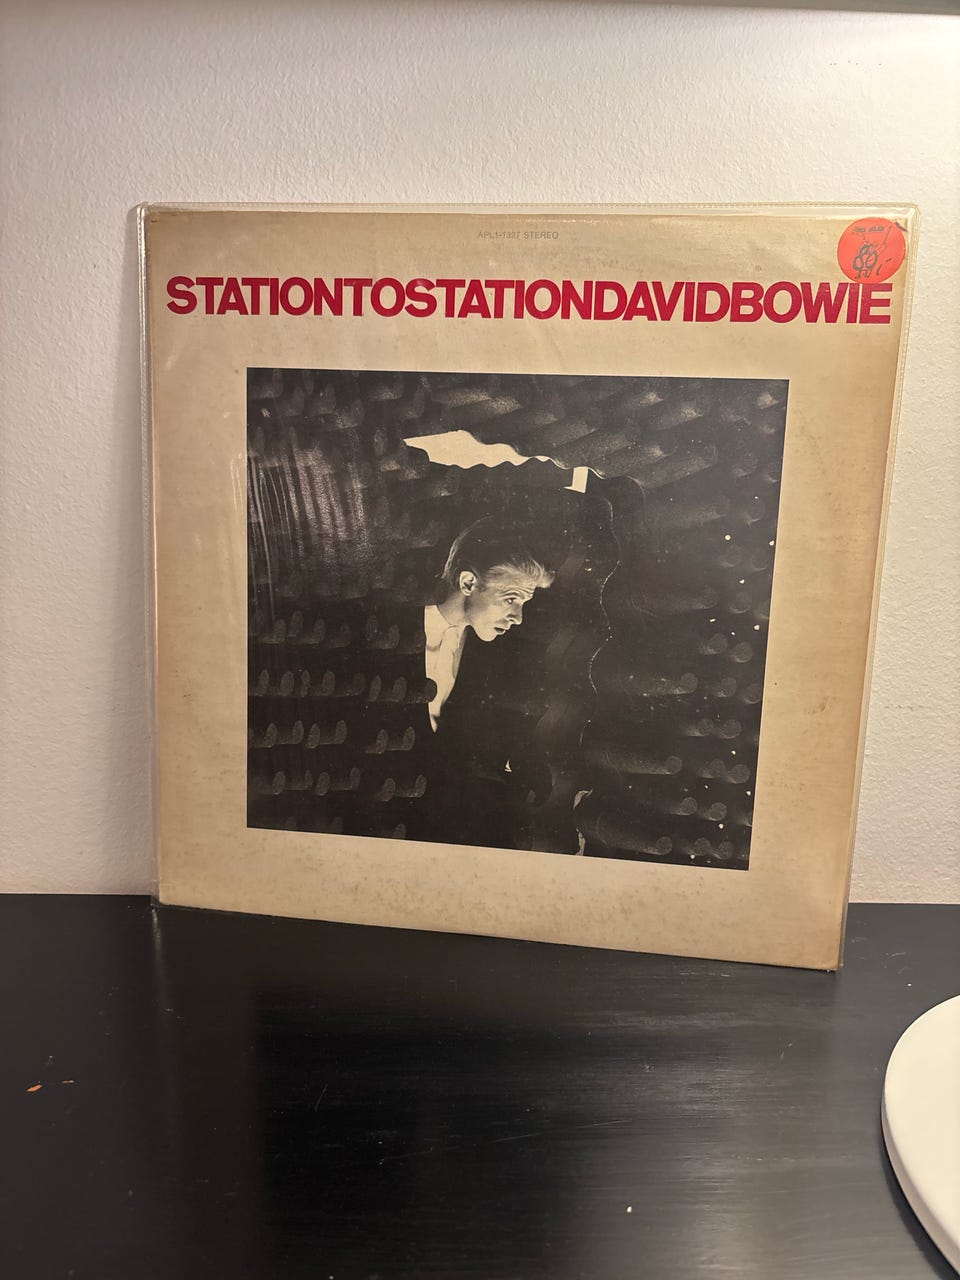 APL1-1327 STEREO
STATIONTOSTATIONDAVIDBOWIE